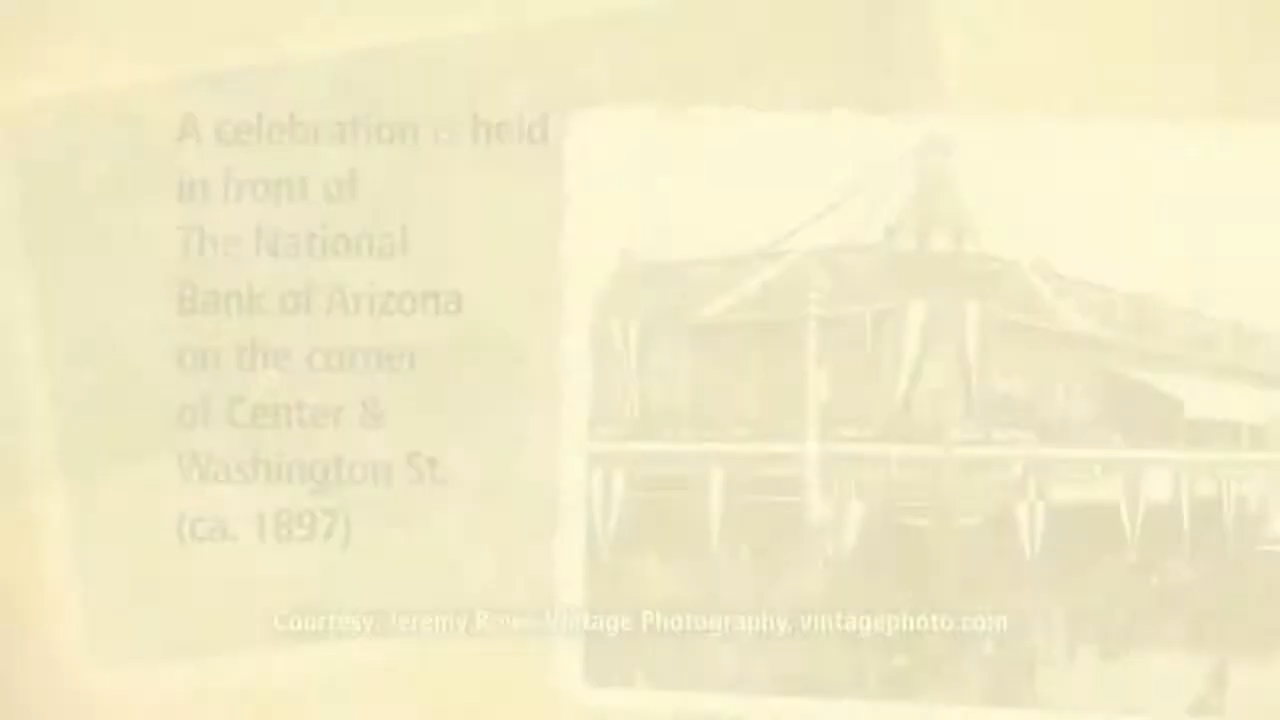 A celebration is held
in front of
The National
Bank of Arizona
on the corner
of Center &
Washington St.
(ca. 1897)
Courtesy: Jeremy Vintage Photography, vintagephoto.com